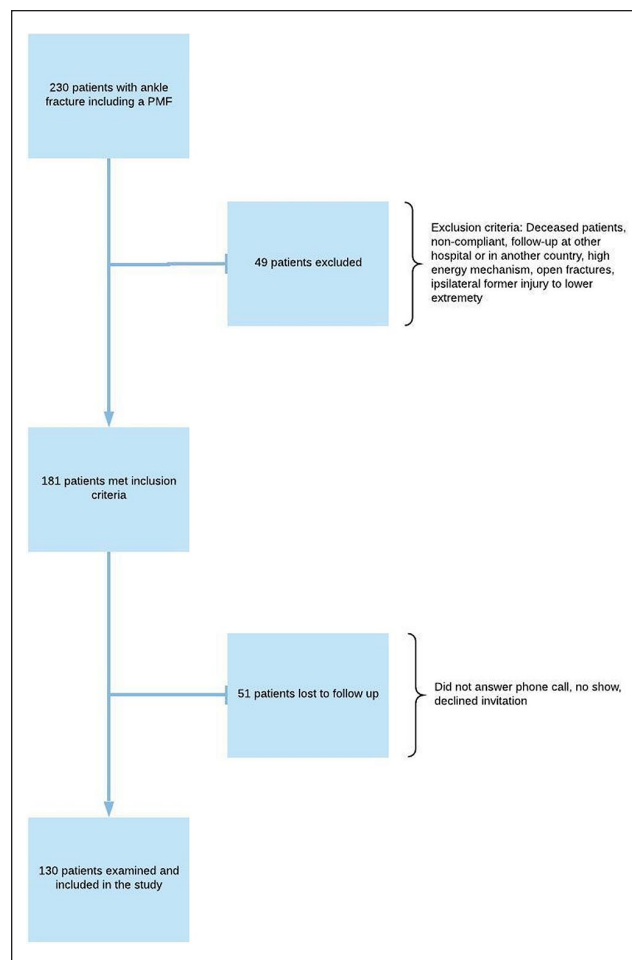 230 patients with ankle
fracture including a PMF
49 patients excluded
Exclusion criteria: Deceased patients,
non-compliant, follow-up at other
hospital or in another country, high
energy mechanism, open fractures,
ipsilateral former injury to lower
extremety
181 patients met inclusion
criteria
51 patients lost to follow up
Did not answer phone call, no show,
declined invitation
130 patients examined and
included in the study